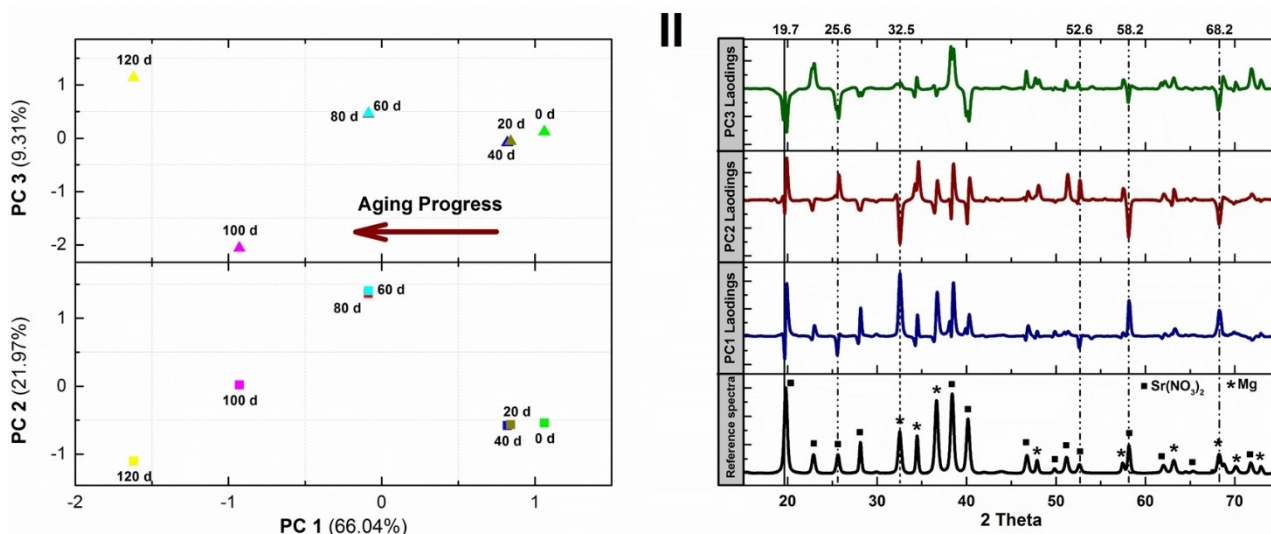 PC 3 (9.31%)
1
0
-1
-2
120 d
60 d
80 d
20 d
0 d
40 d
Aging Progress
100 d
PC 2 (21.97%)
1
0
-1
60 d
80 d
100 d
20 d
40 d
0 d
120 d
-2
-1
0
1
PC 1 (66.04%)
II
19.7
25.6
32.5
52.6
58.2
68.2
PC3 Laodings
PC2 Laodings
PC1 Laodings
Reference spectra
■ Sr(NO₃)₂
*Mg
20
30
40
50
60
70
2 Theta